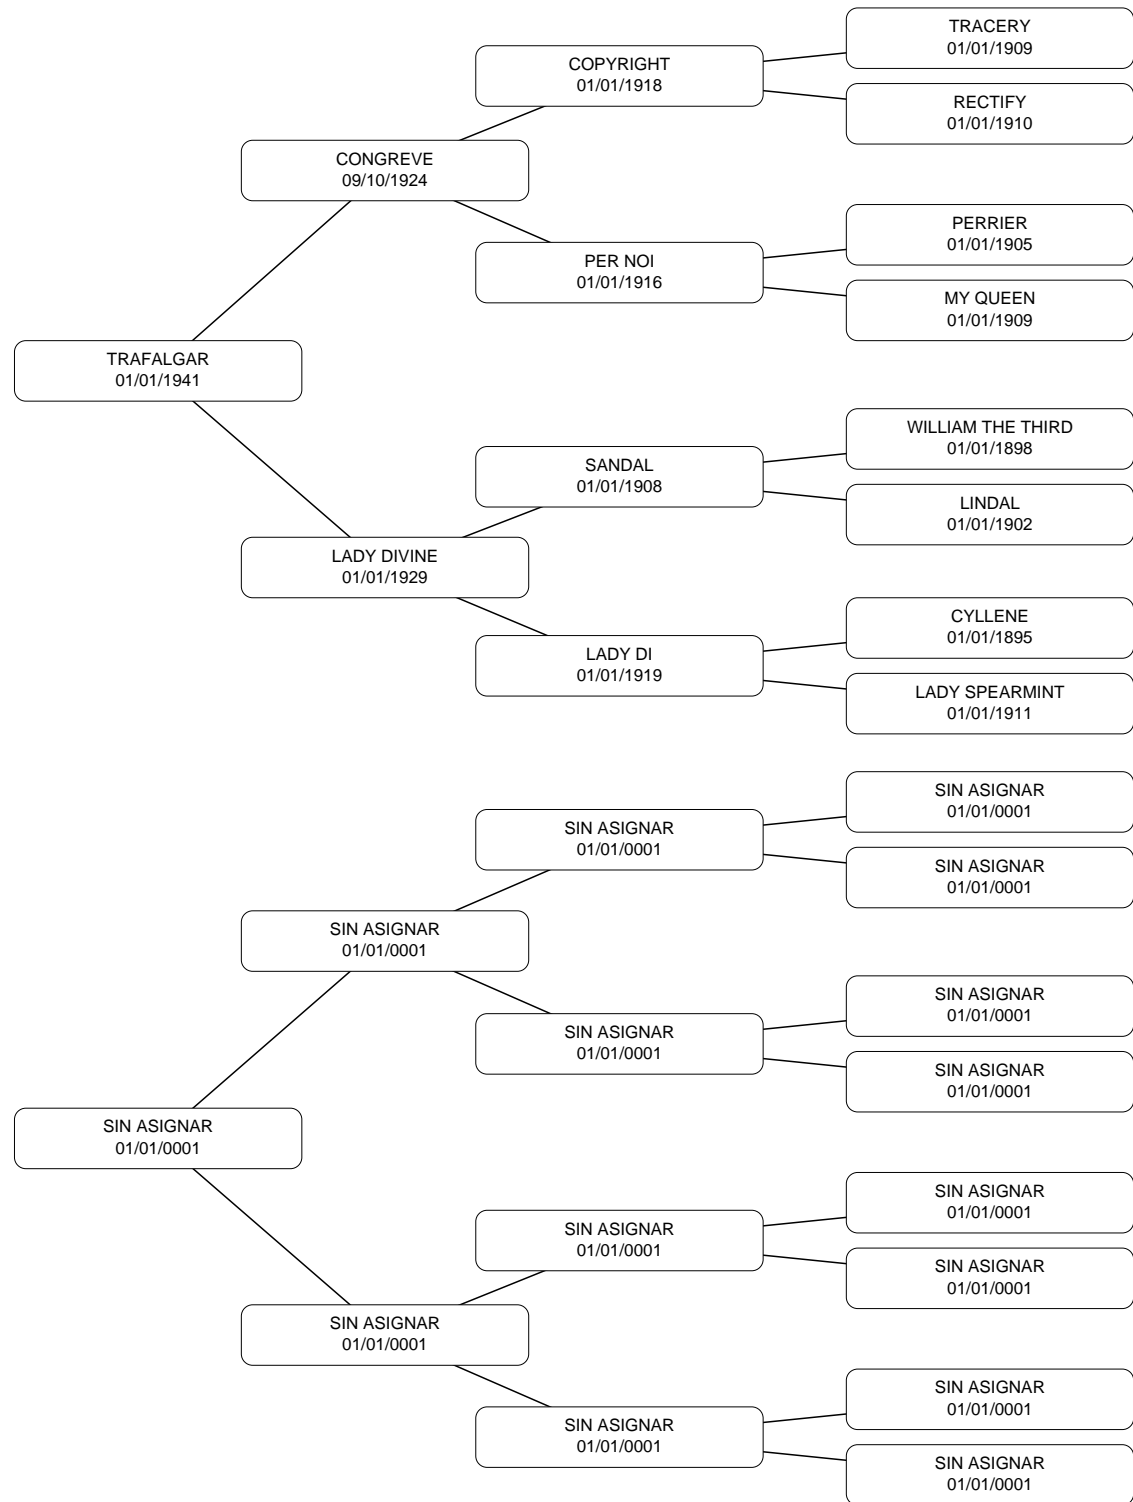 TRACERY
01/01/1909
COPYRIGHT
01/01/1918
RECTIFY
01/01/1910
CONGREVE
09/10/1924
PERRIER
01/01/1905
PER NOI
01/01/1916
MY QUEEN
01/01/1909
TRAFALGAR
01/01/1941
WILLIAM THE THIRD
01/01/1898
SANDAL
01/01/1908
LINDAL
01/01/1902
LADY DIVINE
01/01/1929
CYLLENE
01/01/1895
LADY DI
01/01/1919
LADY SPEARMINT
01/01/1911
SIN ASIGNAR
01/01/0001
SIN ASIGNAR
01/01/0001
SIN ASIGNAR
01/01/0001
SIN ASIGNAR
01/01/0001
SIN ASIGNAR
01/01/0001
SIN ASIGNAR
01/01/0001
SIN ASIGNAR
01/01/0001
SIN ASIGNAR
01/01/0001
SIN ASIGNAR
01/01/0001
SIN ASIGNAR
01/01/0001
SIN ASIGNAR
01/01/0001
SIN ASIGNAR
01/01/0001
SIN ASIGNAR
01/01/0001
SIN ASIGNAR
01/01/0001
SIN ASIGNAR
01/01/0001